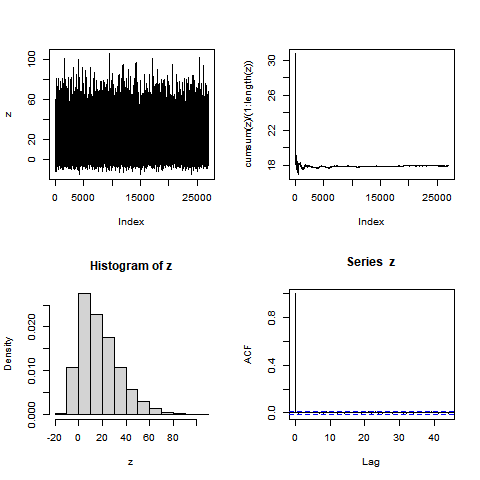 z
0 20 60 100
0 5000 15000 25000
Index
cumsum(z)/(1:length(z))
18 22 26 30
0 5000 15000 25000
Index
Histogram of z
Density
0.000 0.010 0.020
-20 0 20 40 60 80
z
Series z
ACF
0.0 0.4 0.8
0 10 20 30 40
Lag